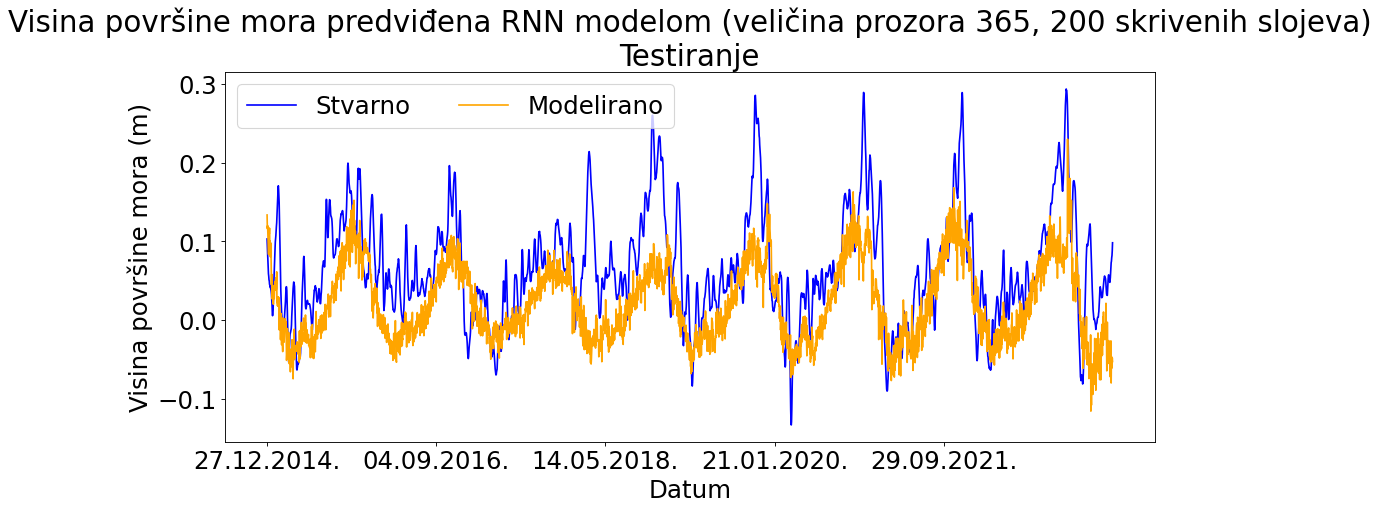 Visina površine mora predviđena RNN modelom (veličina prozora 365, 200 skrivenih slojeva)
Testiranje
Stvarno
Modelirano
Visina površine mora (m)
0.3
0.2
0.1
0.0
−0.1
27.12.2014.
04.09.2016.
14.05.2018.
21.01.2020.
29.09.2021.
Datum